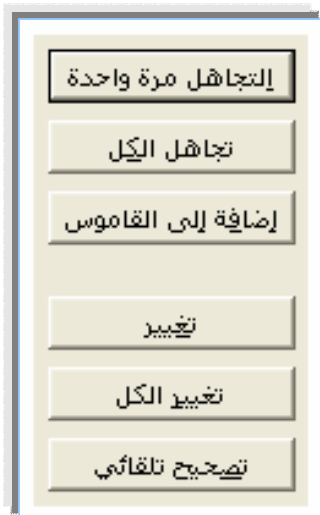 التجاهل مرة واحدة
تجاهل الكل
إضافة إلى القاموس
تغيير
تغيير الكل
تصحيح تلقائي